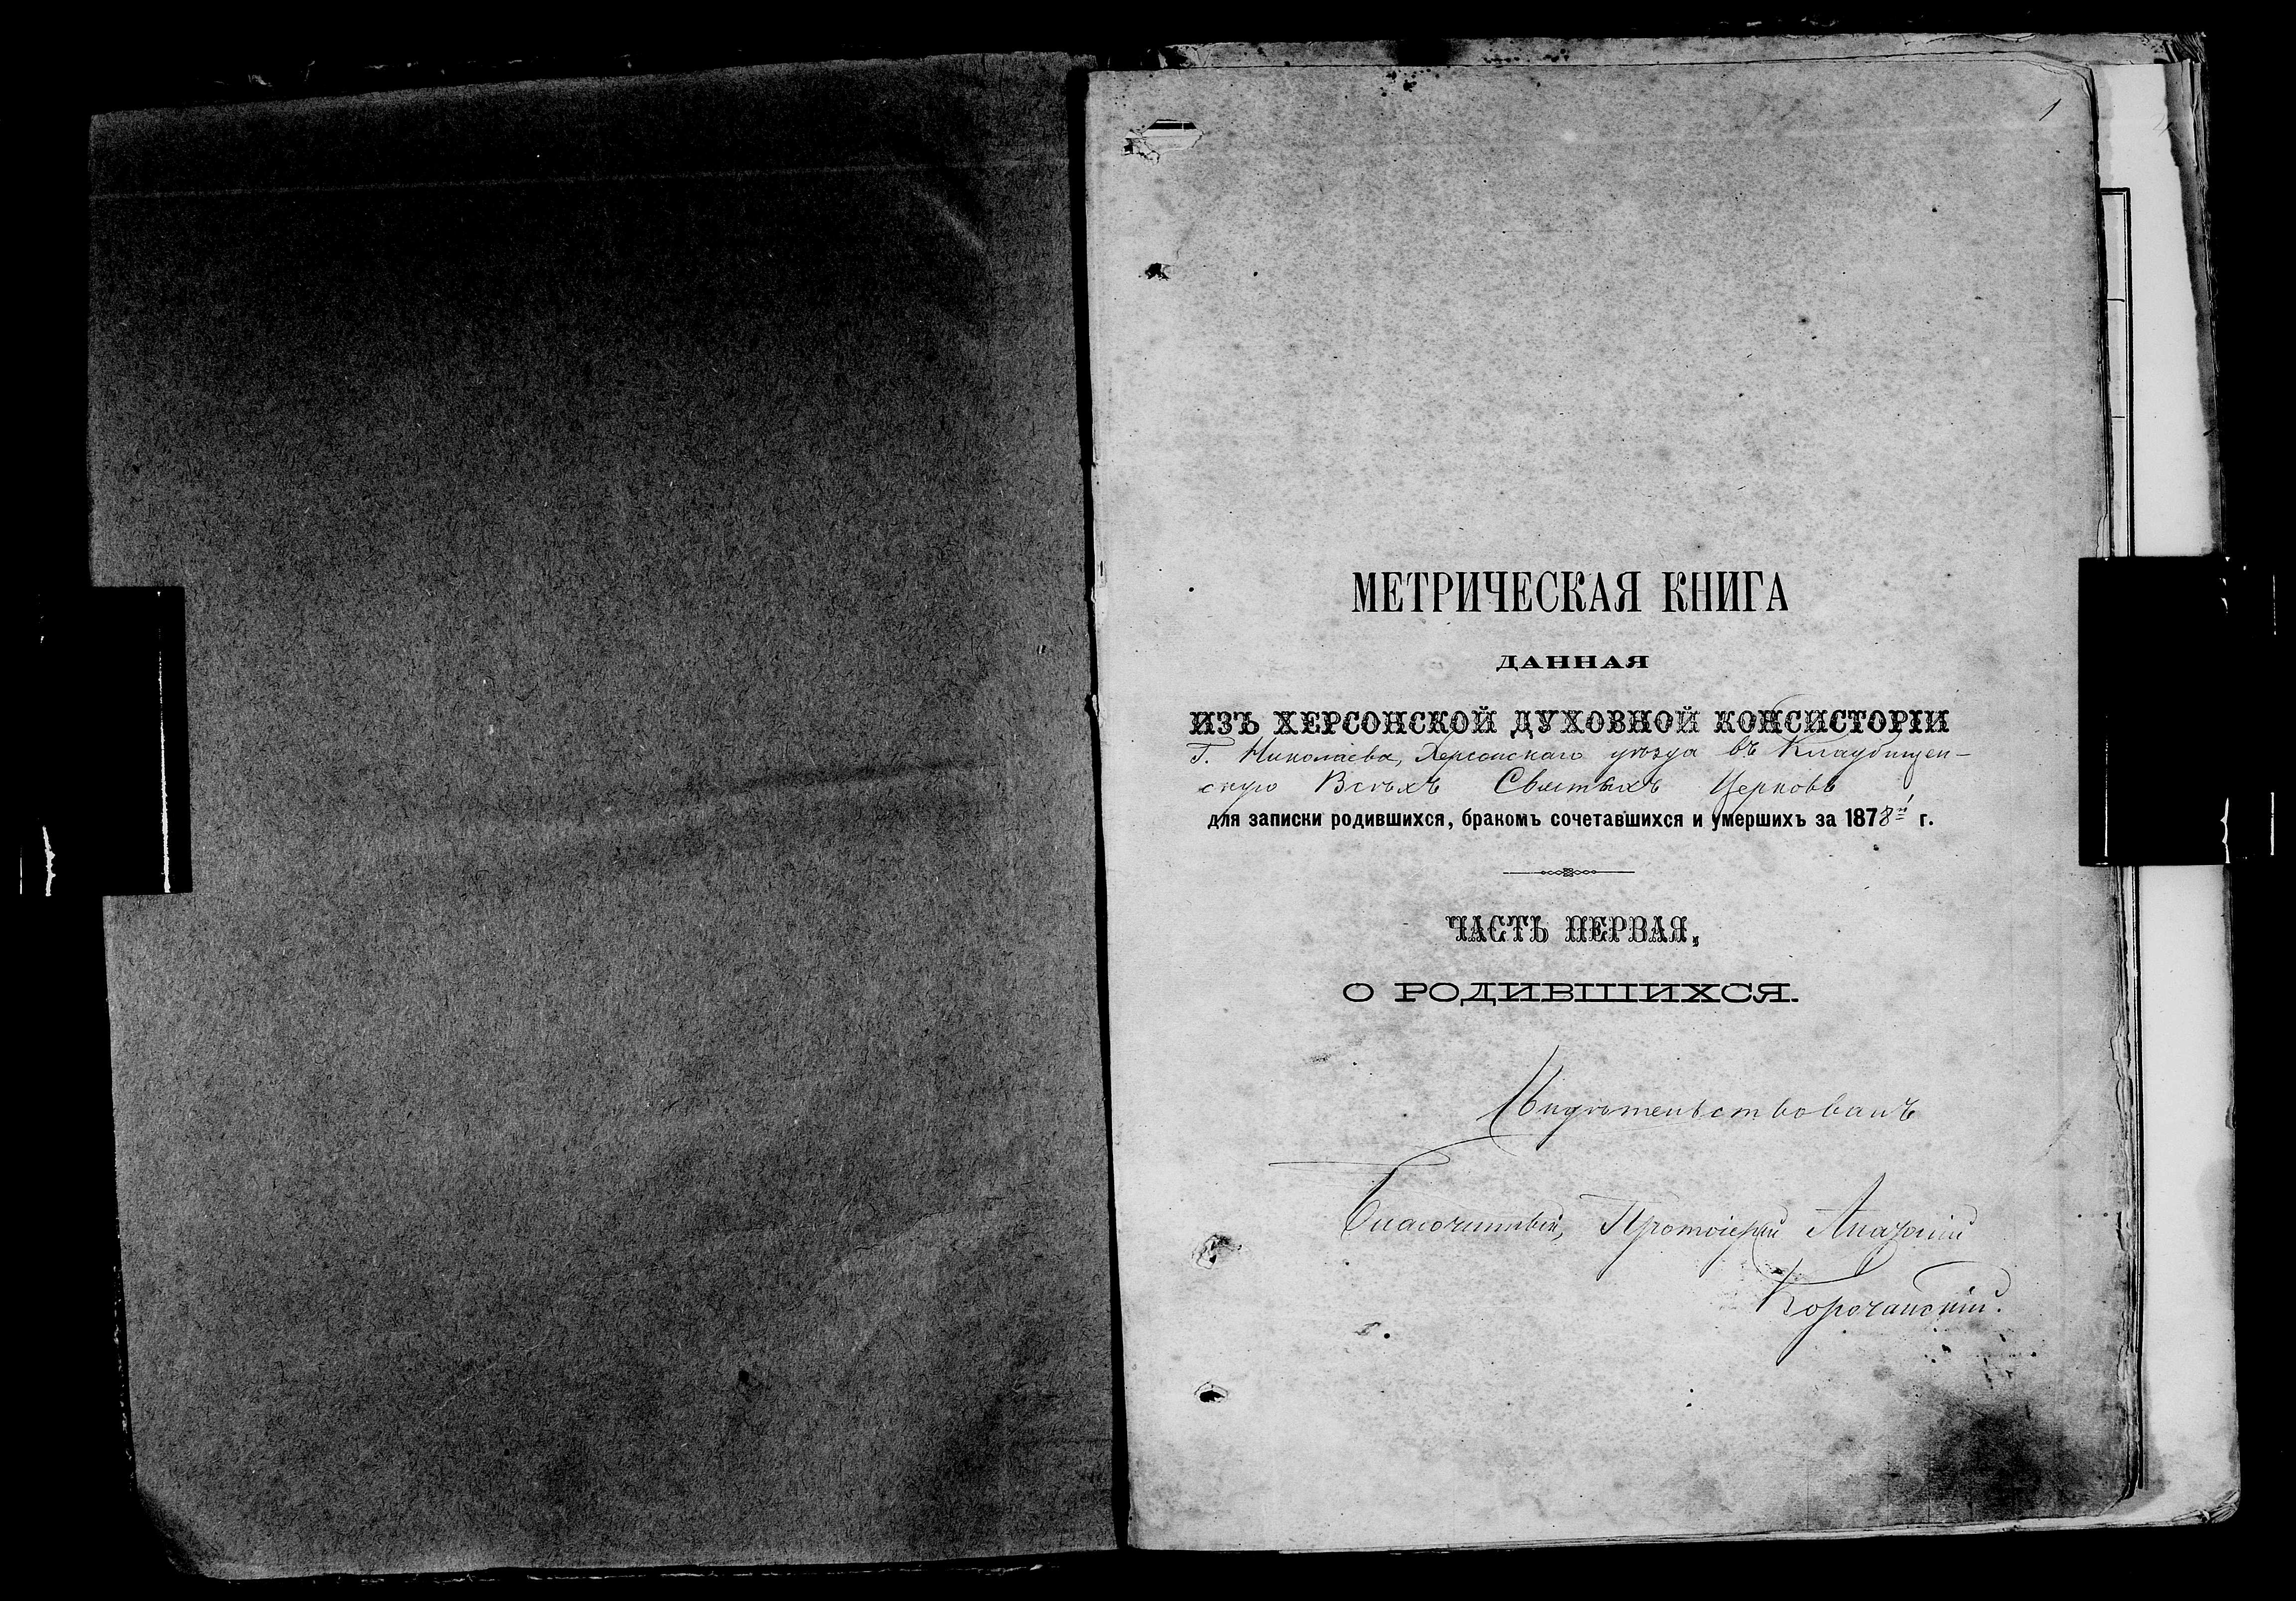 1
МЕТРИЧЕСКАЯ КНИГА
ДАННАЯ
ИЗЪ ХЕРСОНСКОЙ ДУХОВНОЙ КОНСИСТОРІИ
Г. Николаева, Херсонскаго уѣзда въ Кладбищен-
скую Всѣхъ Святыхъ Церковь
для записки родившихся, бракомъ сочетавшихся и умершихъ за 1878й г.
ЧАСТЬ ПЕРВАЯ,
О РОДИВШИХСЯ.
Свидѣтельствовалъ
Благочинный, Протоіерей
Корочанскій.